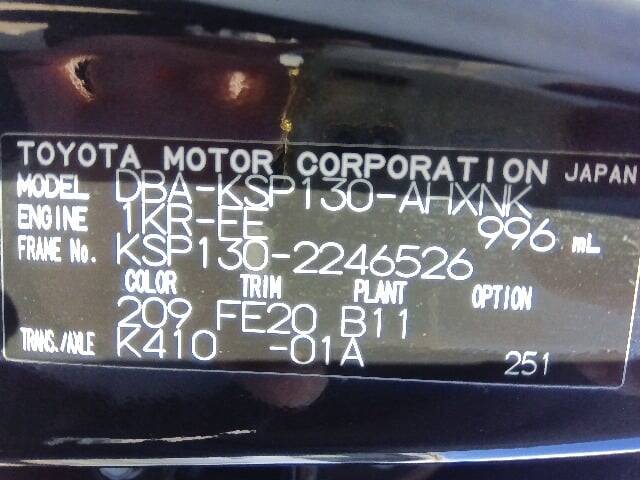 TOYOTA MOTOR CORPORATION JAPAN
MODEL DBA-KSP130-AHXNK
ENGINE 1KR-FE 996 mL
FRAME No. KSP130-2246526
COLOR TRIM PLANT OPTION
209 FE20 B11
TRANS./AXLE K410 -01A 251